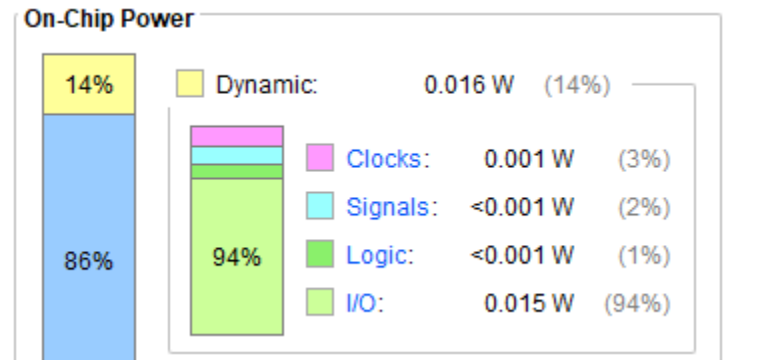 On-Chip Power
14% Dynamic: 0.016 W (14%)
Clocks: 0.001 W (3%)
Signals: <0.001 W (2%)
86% 94% Logic: <0.001 W (1%)
I/O: 0.015 W (94%)